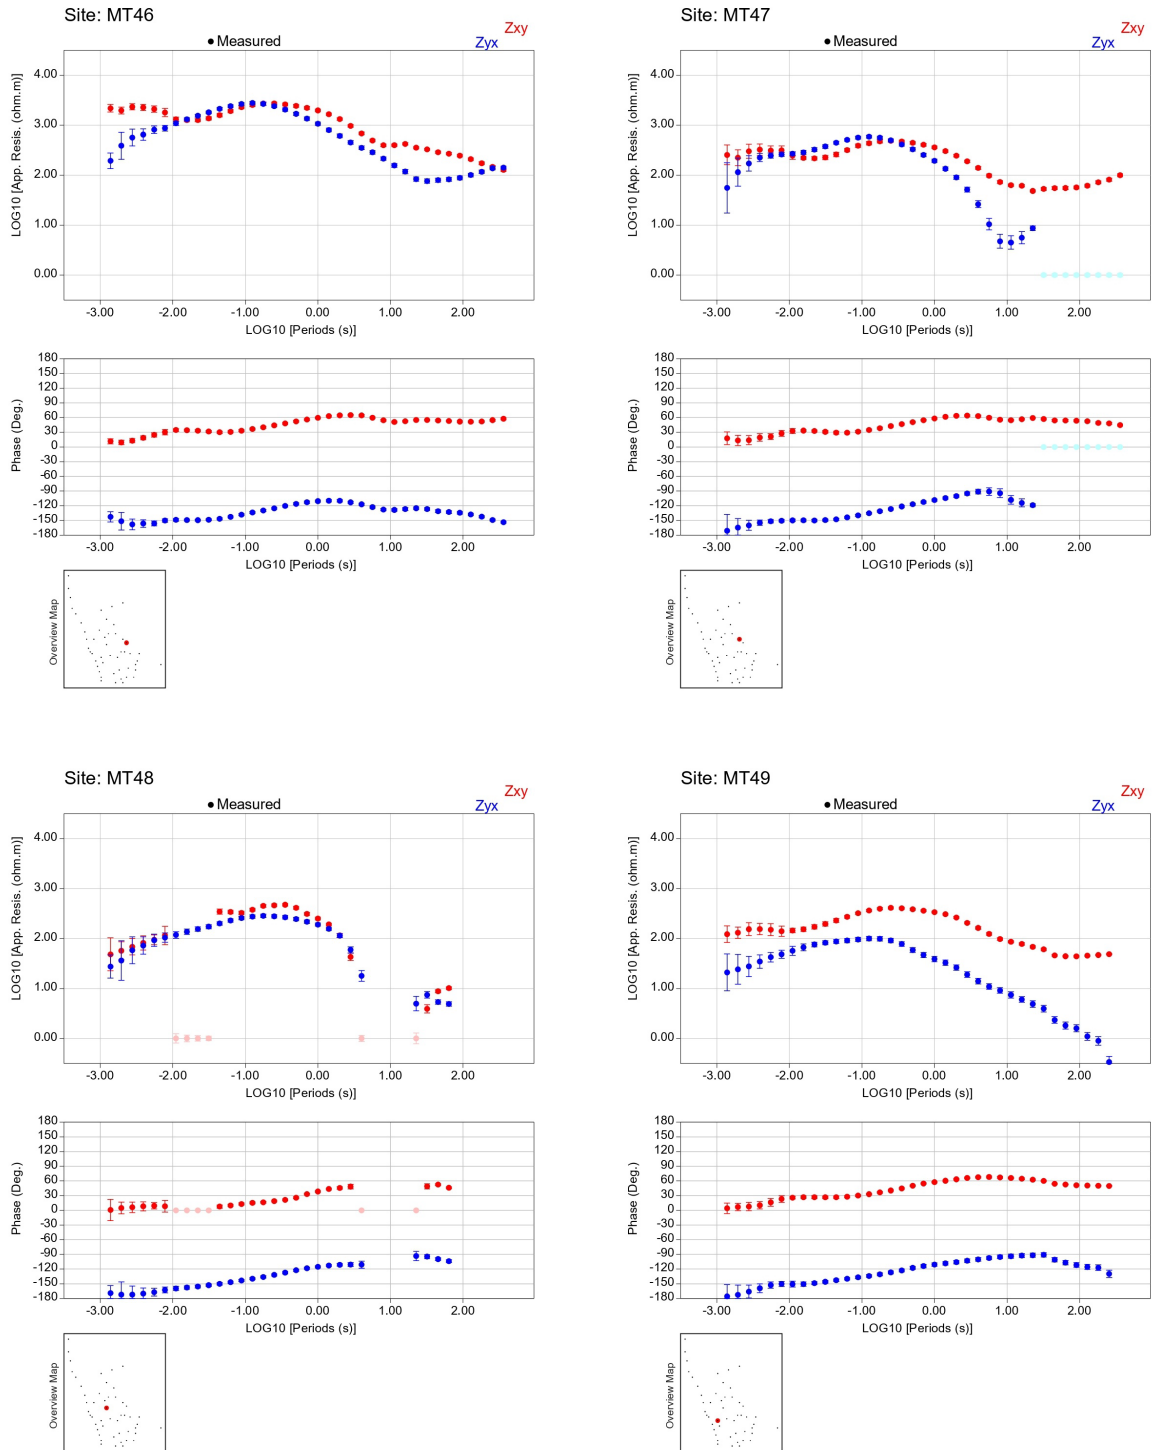 Site: MT46
Zxy
Measured
Zyx
LOG10 [App. Resis. (ohm.m)]
4.00
3.00
2.00
1.00
0.00
-3.00 -2.00 -1.00 0.00 1.00 2.00
LOG10 [Periods (s)]
Phase (Deg.)
180
150
120
90
60
30
0
-30
-60
-90
-120
-150
-180
-3.00 -2.00 -1.00 0.00 1.00 2.00
LOG10 [Periods (s)]
Overview Map
Site: MT47
Zxy
Measured
Zyx
LOG10 [App. Resis. (ohm.m)]
4.00
3.00
2.00
1.00
0.00
-3.00 -2.00 -1.00 0.00 1.00 2.00
LOG10 [Periods (s)]
Phase (Deg.)
180
150
120
90
60
30
0
-30
-60
-90
-120
-150
-180
-3.00 -2.00 -1.00 0.00 1.00 2.00
LOG10 [Periods (s)]
Overview Map
Site: MT48
Zxy
Measured
Zyx
LOG10 [App. Resis. (ohm.m)]
4.00
3.00
2.00
1.00
0.00
-3.00 -2.00 -1.00 0.00 1.00 2.00
LOG10 [Periods (s)]
Phase (Deg.)
180
150
120
90
60
30
0
-30
-60
-90
-120
-150
-180
-3.00 -2.00 -1.00 0.00 1.00 2.00
LOG10 [Periods (s)]
Overview Map
Site: MT49
Zxy
Measured
Zyx
LOG10 [App. Resis. (ohm.m)]
4.00
3.00
2.00
1.00
0.00
-3.00 -2.00 -1.00 0.00 1.00 2.00
LOG10 [Periods (s)]
Phase (Deg.)
180
150
120
90
60
30
0
-30
-60
-90
-120
-150
-180
-3.00 -2.00 -1.00 0.00 1.00 2.00
LOG10 [Periods (s)]
Overview Map